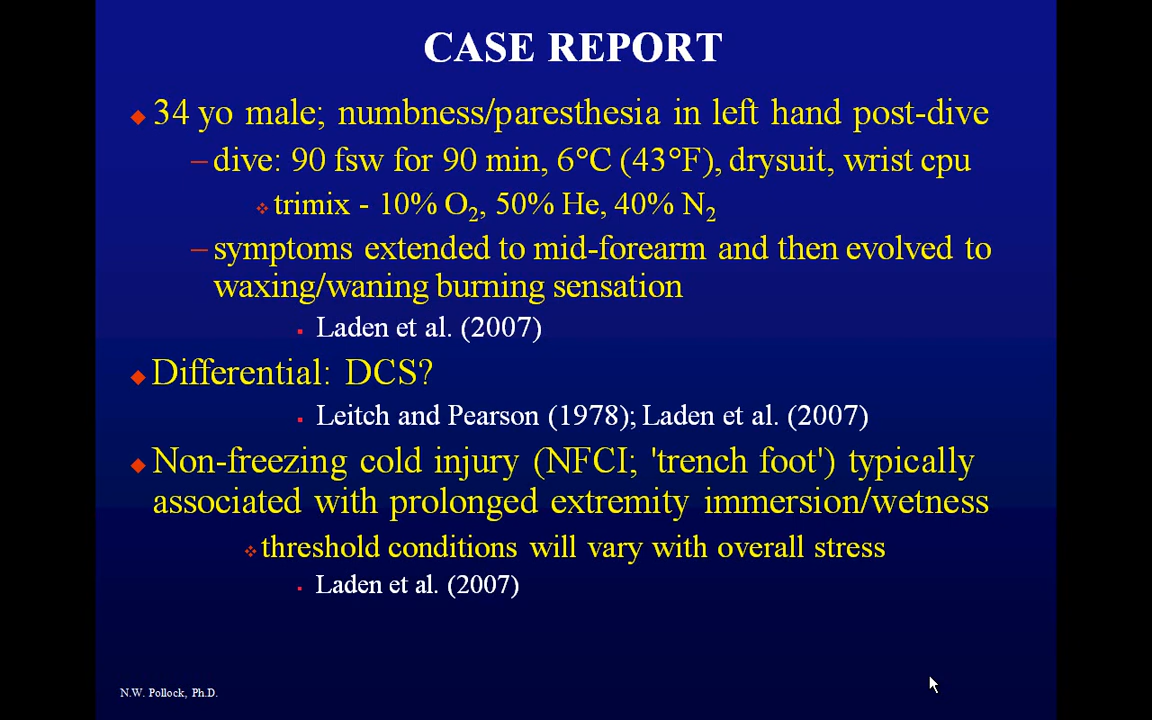 CASE REPORT
34 yo male; numbness/paresthesia in left hand post-dive
–dive: 90 fsw for 90 min, 6°C (43°F), drysuit, wrist cpu
trimix - 10% O₂, 50% He, 40% N₂
–symptoms extended to mid-forearm and then evolved to
waxing/waning burning sensation
Laden et al. (2007)
Differential: DCS?
Leitch and Pearson (1978); Laden et al. (2007)
Non-freezing cold injury (NFCI; 'trench foot') typically
associated with prolonged extremity immersion/wetness
threshold conditions will vary with overall stress
Laden et al. (2007)
N.W. Pollock, Ph.D.